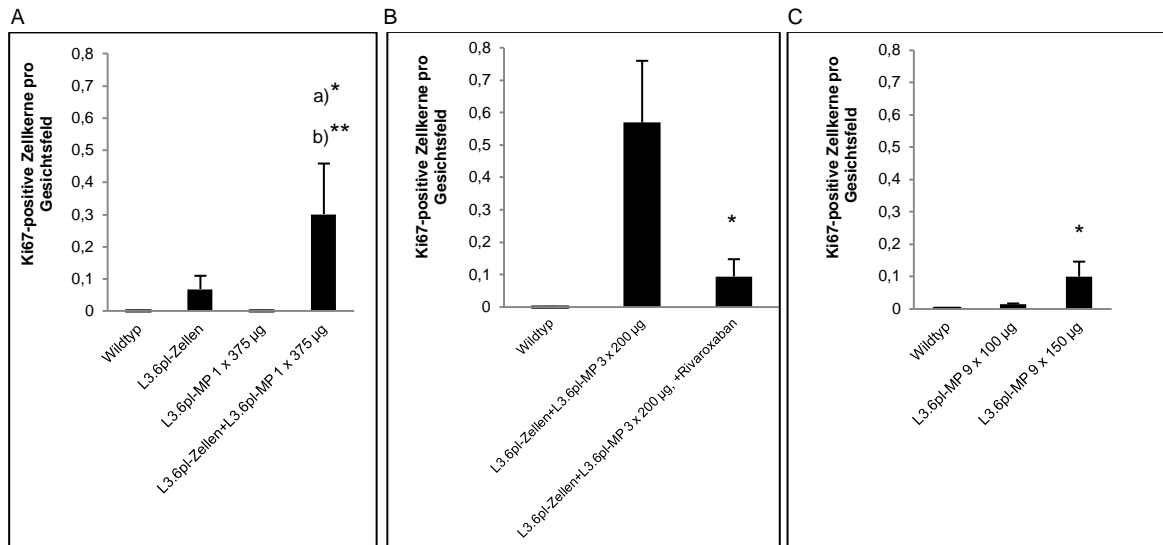 A
Ki67-positive Zellkerne pro
Gesichtsfeld
0,8
0,7
0,6
0,5
0,4
0,3
0,2
0,1
0
a)*
b)**
Wildtyp
L3.6pl-Zellen
L3.6pl-MP 1 x 375 µg
L3.6pl-Zellen+L3.6pl-MP 1 x 375 µg
B
Ki67-positive Zellkerne pro
Gesichtsfeld
0,8
0,7
0,6
0,5
0,4
0,3
0,2
0,1
0
*
Wildtyp
L3.6pl-Zellen+L3.6pl-MP 3 x 200 µg
L3.6pl-Zellen+L3.6pl-MP 3 x 200 µg, +Rivaroxaban
C
Ki67-positive Zellkerne pro
Gesichtsfeld
0,8
0,7
0,6
0,5
0,4
0,3
0,2
0,1
0
*
Wildtyp
L3.6pl-MP 9 x 100 µg
L3.6pl-MP 9 x 150 µg